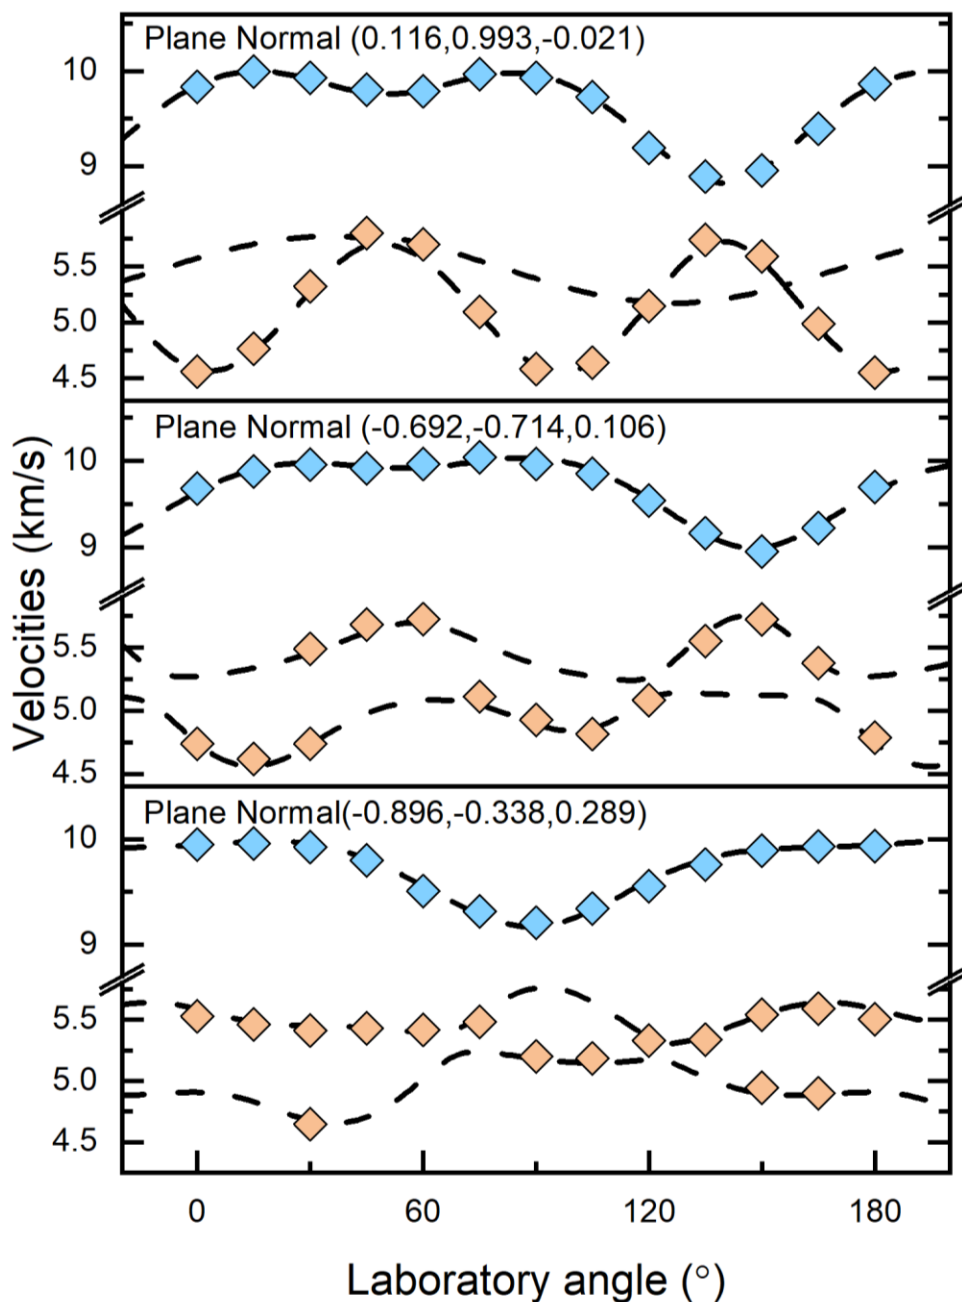 Plane Normal (0.116,0.993,-0.021)
10
9
5.5
5.0
4.5
Plane Normal (-0.692,-0.714,0.106)
10
9
5.5
5.0
4.5
Plane Normal(-0.896,-0.338,0.289)
10
9
5.5
5.0
4.5
Velocities (km/s)
0 60 120 180
Laboratory angle (°)